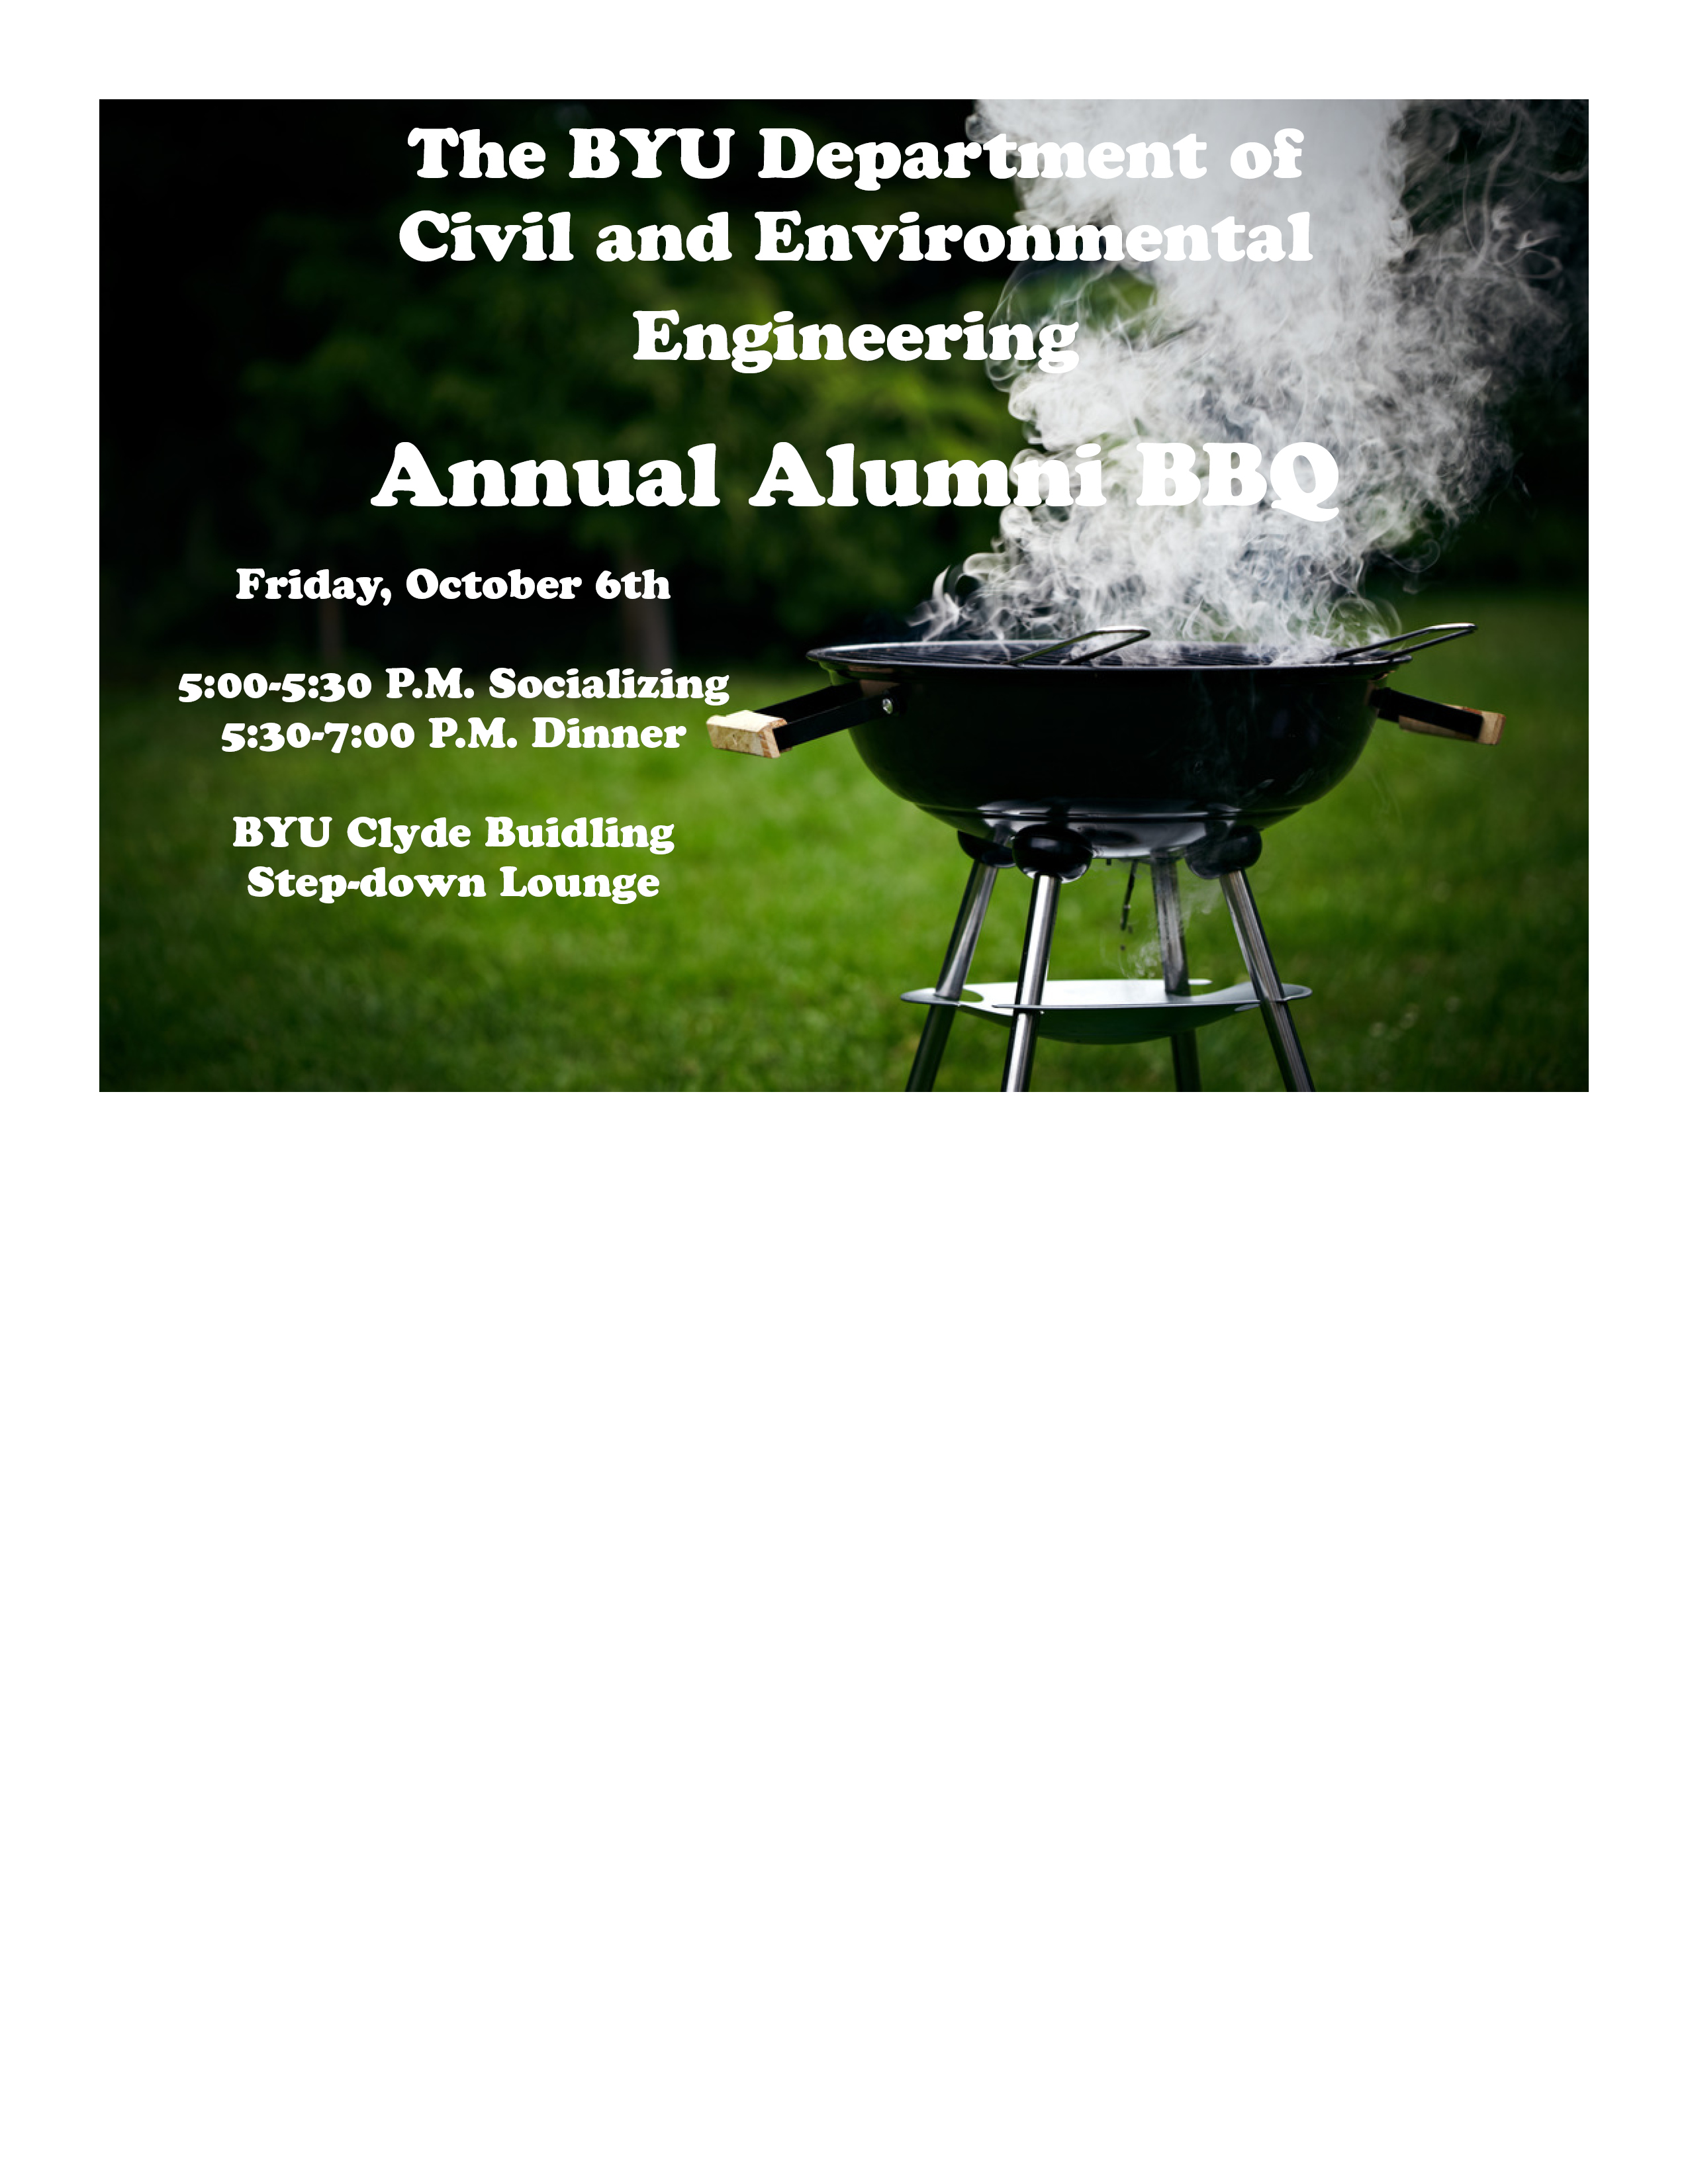 The BYU Department of
Civil and Environmental
Engineering
Annual Alumni BBQ
Friday, October 6th
5:00-5:30 P.M. Socializing
5:30-7:00 P.M. Dinner
BYU Clyde Buidling
Step-down Lounge